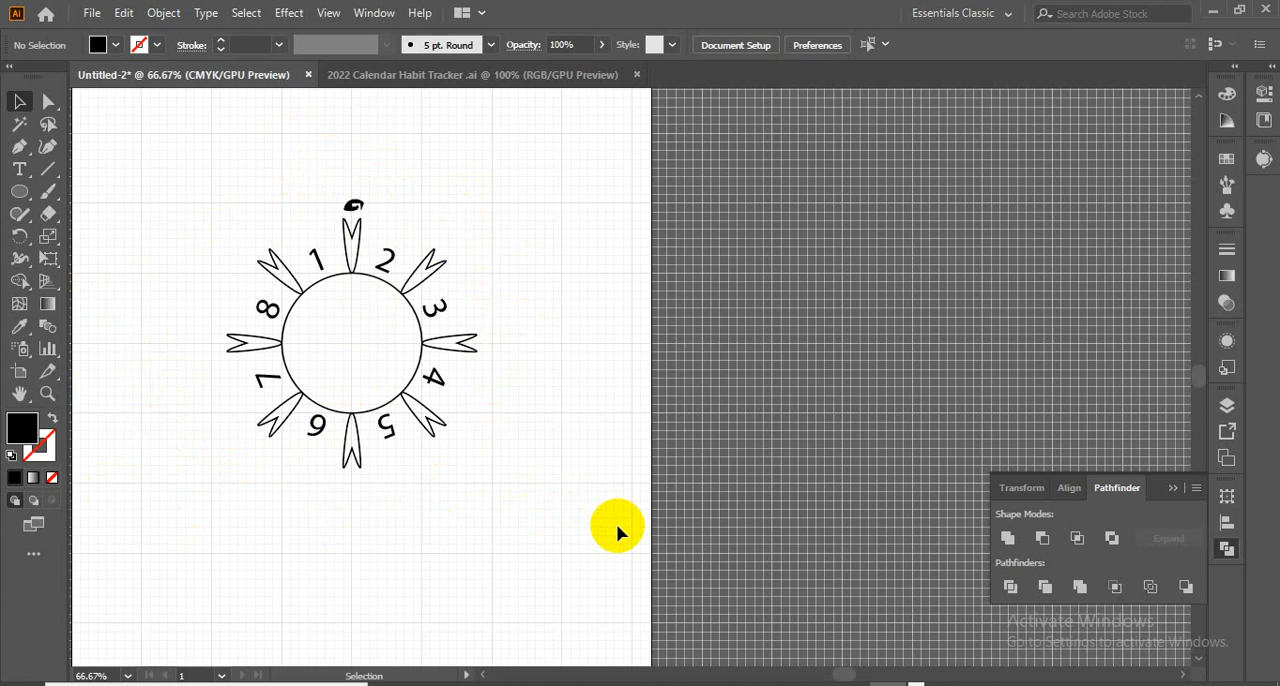 Ai File Edit Object Type Select Effect View Window Help Essentials Classic Search Adobe Stock
No Selection Stroke: 5 pt. Round Opacity: 100% Style: Document Setup Preferences
Untitled-2* @ 66.67% (CMYK/GPU Preview) × 2022 Calendar Habit Tracker .ai @ 100% (RGB/GPU Preview) ×
1 2
8 3
7 4
6 5
Transform Align Pathfinder
Shape Modes:
Expand
Pathfinders:
Activate Windows
Go to Settings to activate Windows.
66.67% 1 Selection